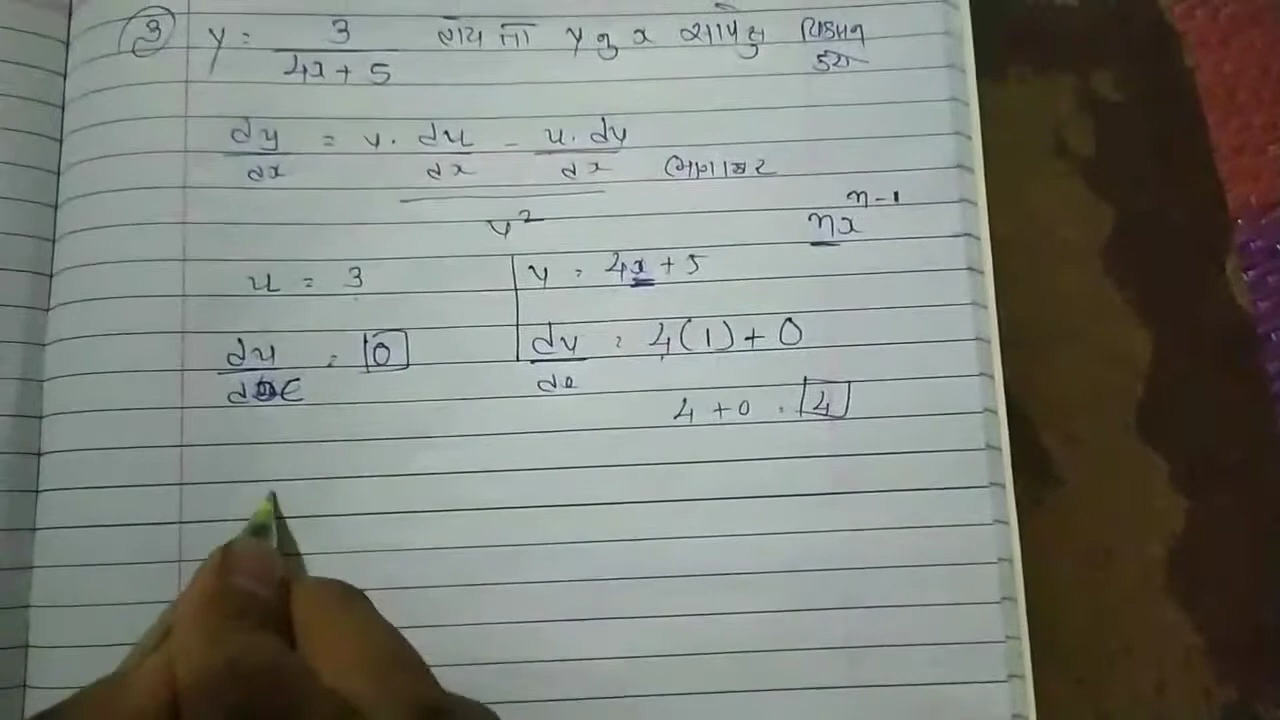 ③ y = 3 / 4x + 5 હોય તો y નુ x સાપેક્ષ વિકલન
કરો
dy/dx = v . du/dx - u . dv/dx ભાગાકાર
v²
nx^n-1
u = 3
v = 4x + 5
du/dx = 0
dv/dx = 4(1) + 0
4 + 0 = 4